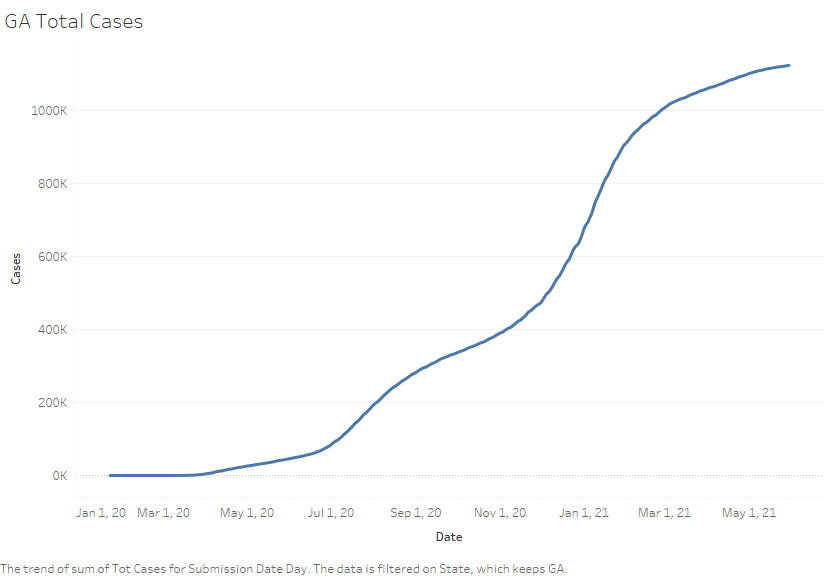 GA Total Cases
1000K
800K
600K
400K
200K
0K
Cases
Jan 1, 20 Mar 1, 20 May 1, 20 Jul 1, 20 Sep 1, 20 Nov 1, 20 Jan 1, 21 Mar 1, 21 May 1, 21
Date
The trend of sum of Tot Cases for Submission Date Day. The data is filtered on State, which keeps GA.